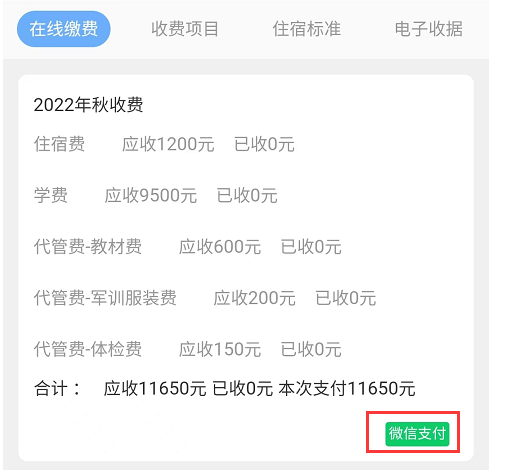 在线缴费 收费项目 住宿标准 电子收据
2022年秋收费
住宿费 应收1200元 已收0元
学费 应收9500元 已收0元
代管费-教材费 应收600元 已收0元
代管费-军训服装费 应收200元 已收0元
代管费-体检费 应收150元 已收0元
合计： 应收11650元 已收0元 本次支付11650元
微信支付